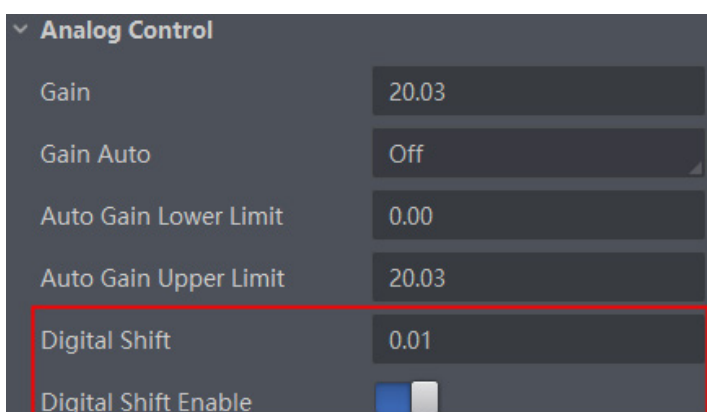 Analog Control
Gain 20.03
Gain Auto Off
Auto Gain Lower Limit 0.00
Auto Gain Upper Limit 20.03
Digital Shift 0.01
Digital Shift Enable